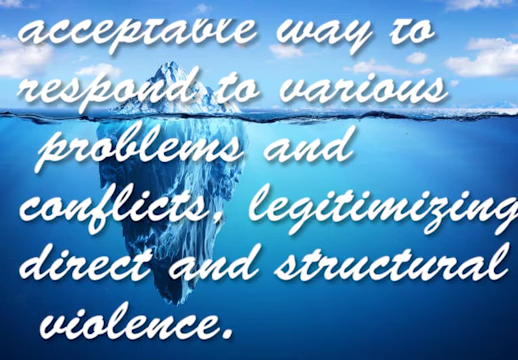 acceptable way to
respond to various
problems and
conflicts, legitimizing
direct and structural
violence.